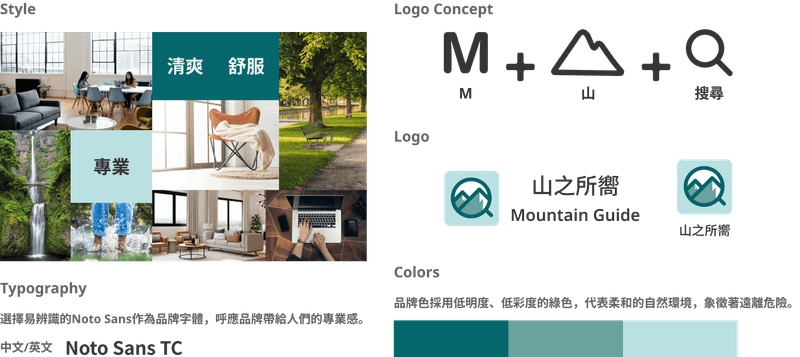 Style
清爽 舒服
專業
Typography
選擇易辨識的Noto Sans作為品牌字體，呼應品牌帶給人們的專業感。
中文/英文 Noto Sans TC
Logo Concept
M + +
M 山 搜尋
Logo
山之所嚮
Mountain Guide
山之所嚮
Colors
品牌色採用低明度、低彩度的綠色，代表柔和的自然環境，象徵著遠離危險。